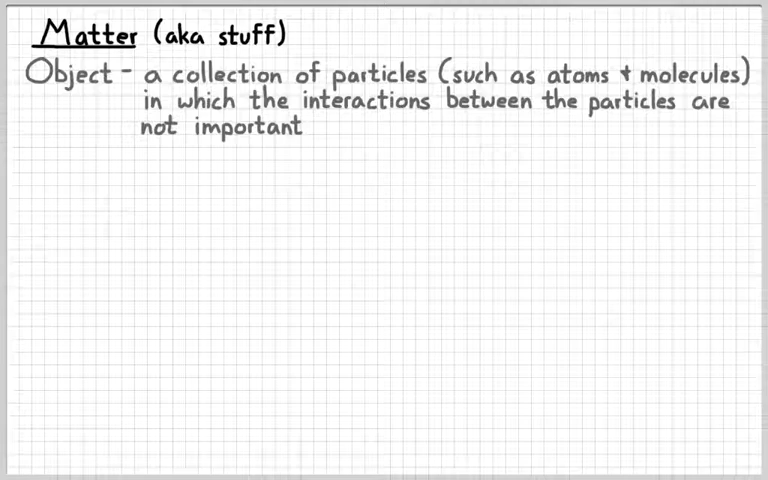 Matter (aka stuff)
Object - a collection of particles (such as atoms + molecules)
in which the interactions between the particles are
not important